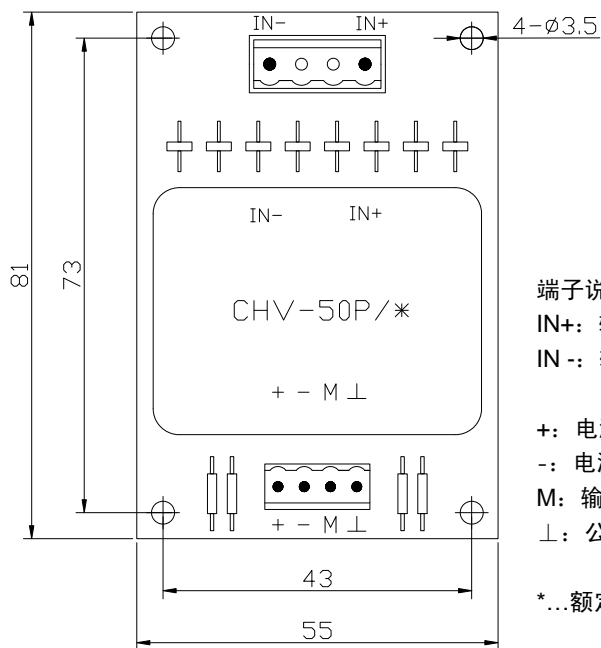 IN- IN+
4-ø3.5
IN- IN+
81
73
CHV-50P/*
+ - M ⊥
+ - M ⊥
43
55
端子说
IN+:
IN -:
+: 电
-: 电
M: 输
⊥: 公
*…额定